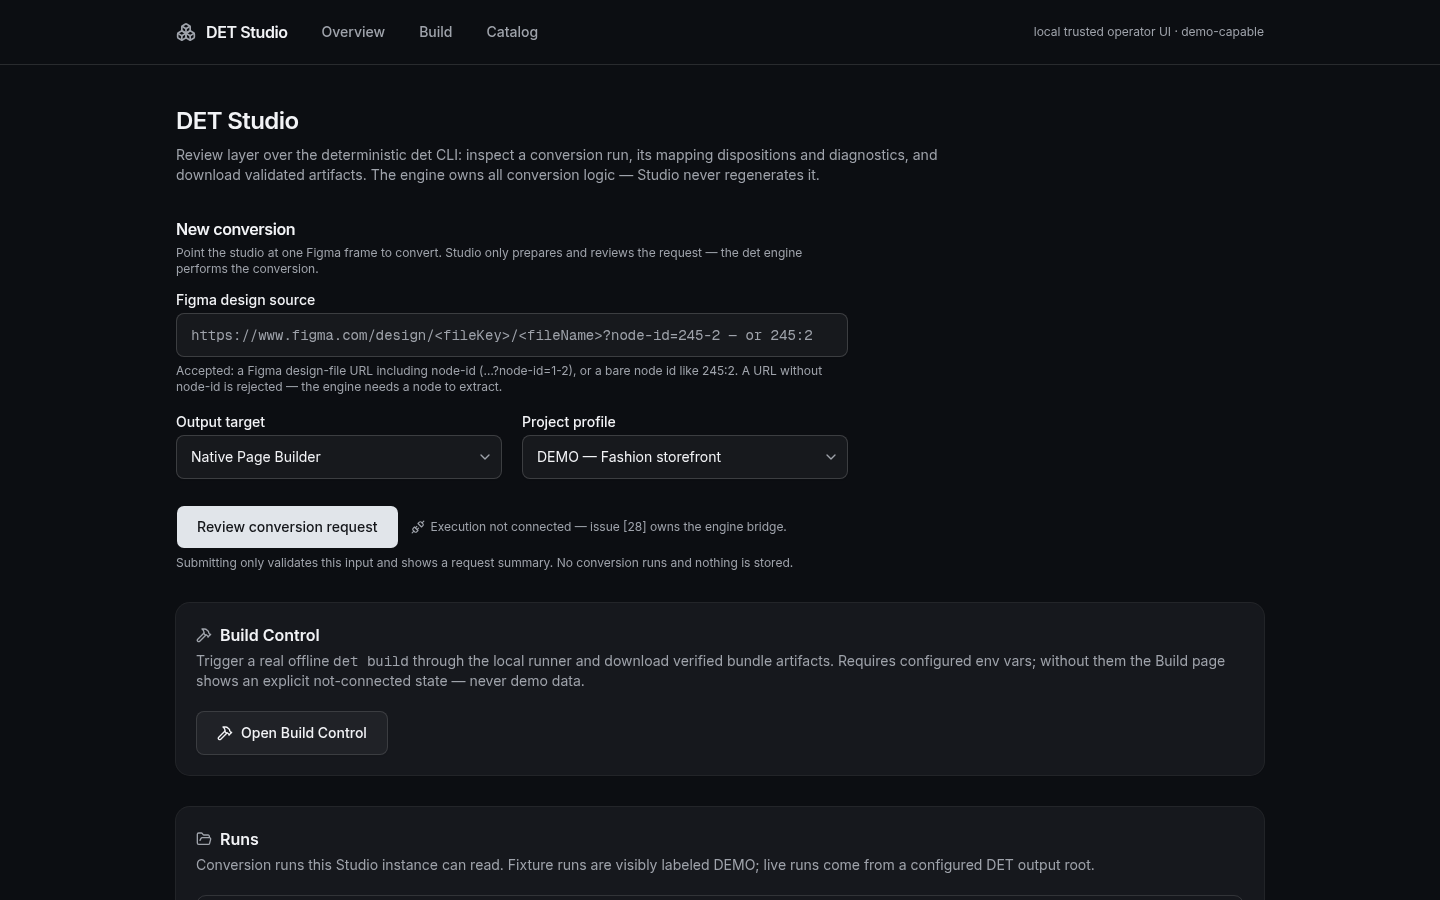 DET Studio
Overview
Build
Catalog
local trusted operator UI · demo-capable
DET Studio
Review layer over the deterministic det CLI: inspect a conversion run, its mapping dispositions and diagnostics, and
download validated artifacts. The engine owns all conversion logic — Studio never regenerates it.
New conversion
Point the studio at one Figma frame to convert. Studio only prepares and reviews the request — the det engine
performs the conversion.
Figma design source
https://www.figma.com/design/<fileKey>/<fileName>?node-id=245-2 — or 245:2
Accepted: a Figma design-file URL including node-id (…?node-id=1-2), or a bare node id like 245:2. A URL without
node-id is rejected — the engine needs a node to extract.
Output target
Project profile
Native Page Builder
DEMO — Fashion storefront
Review conversion request
Execution not connected — issue [28] owns the engine bridge.
Submitting only validates this input and shows a request summary. No conversion runs and nothing is stored.
Build Control
Trigger a real offline det build through the local runner and download verified bundle artifacts. Requires configured env vars; without them the Build page
shows an explicit not-connected state — never demo data.
Open Build Control
Runs
Conversion runs this Studio instance can read. Fixture runs are visibly labeled DEMO; live runs come from a configured DET output root.